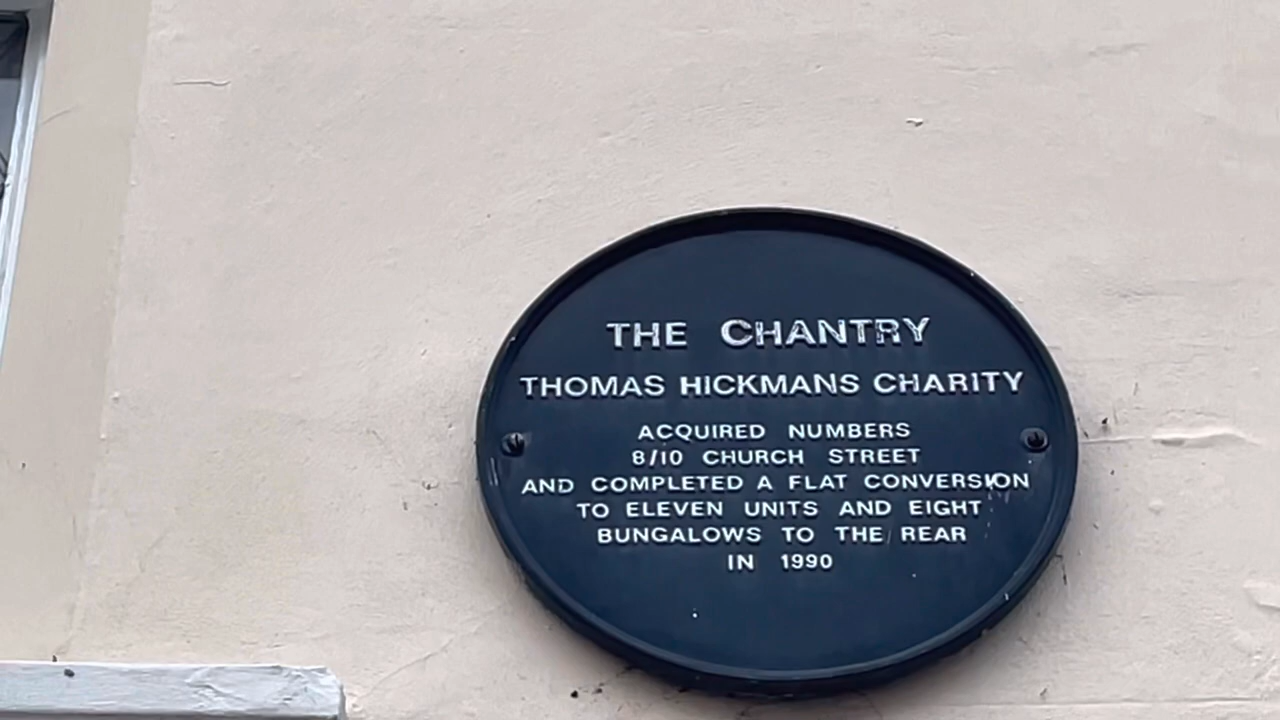 THE CHANTRY
THOMAS HICKMANS CHARITY
ACQUIRED NUMBERS
8/10 CHURCH STREET
AND COMPLETED A FLAT CONVERSION
TO ELEVEN UNITS AND EIGHT
BUNGALOWS TO THE REAR
IN 1990